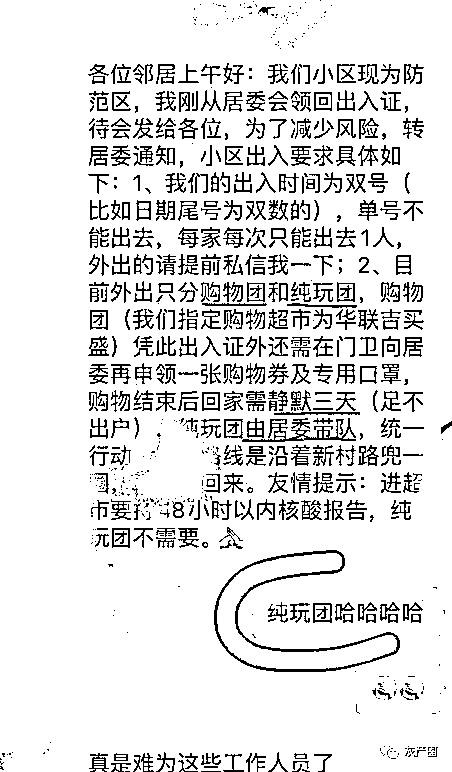 各位邻居上午好：我们小区现为防
范区，我刚从居委会领回出入证，
待会发给各位，为了减少风险，转
居委通知，小区出入要求具体如
下：1、我们的出入时间为双号（
比如日期尾号为双数的），单号不
能出去，每家每次只能出去1人，
外出的请提前私信我一下；2、目
前外出只分购物团和纯玩团，购物
团（我们指定购物超市为华联吉买
盛）凭此出入证外还需在门卫向居
委再申领一张购物券及专用口罩，
购物结束后回家需静默三天（足不
出户），纯玩团由居委带队，统一
行动 路线是沿着新村路兜一
圈， 回来。友情提示：进超
市要持48小时以内核酸报告，纯
玩团不需要。
纯玩团哈哈哈哈
真是难为这些工作人员了
灰产圈